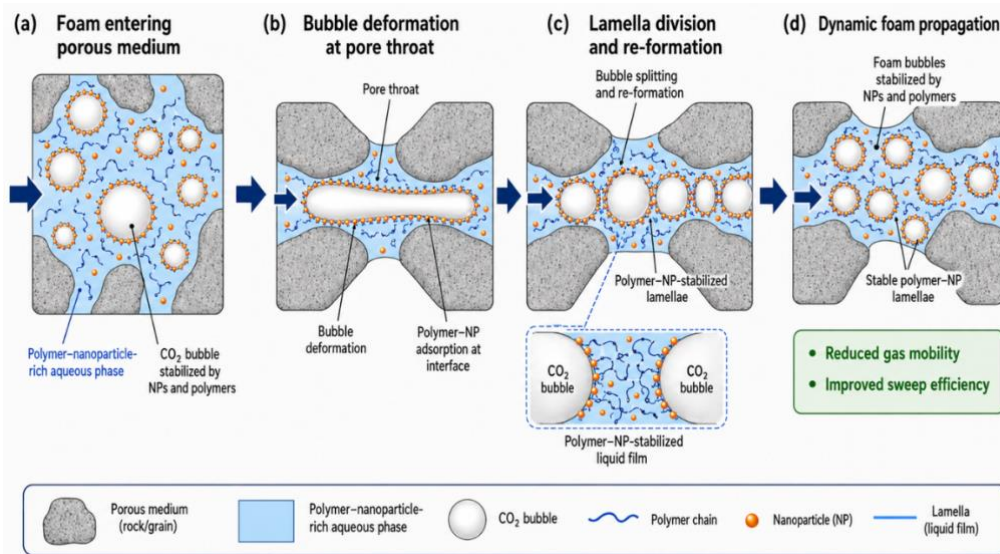 (a) Foam entering
porous medium
(b) Bubble deformation
at pore throat
(c) Lamella division
and re-formation
(d) Dynamic foam propagation
Pore throat
Bubble splitting
and re-formation
Foam bubbles
stabilized by
NPs and polymers
Polymer–nanoparticle-
rich aqueous phase
CO₂ bubble
stabilized by
NPs and polymers
Bubble
deformation
Polymer–NP
adsorption at
interface
Polymer–NP-stabilized
lamellae
Stable polymer–NP
lamellae
CO₂
bubble
CO₂
bubble
Polymer–NP-stabilized
liquid film
• Reduced gas mobility
• Improved sweep efficiency
Porous medium
(rock/grain)
Polymer–nanoparticle-
rich aqueous phase
CO₂ bubble
Polymer chain
Nanoparticle (NP)
Lamella
(liquid film)